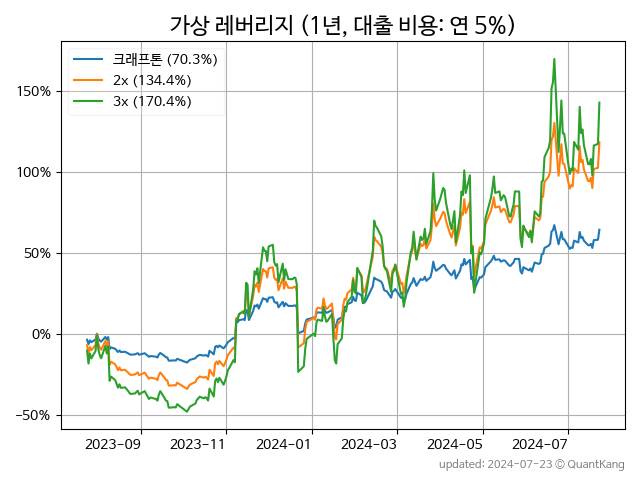 가상 레버리지 (1년, 대출 비용: 연 5%)
크래프톤 (70.3%)
2x (134.4%)
3x (170.4%)
150%
100%
50%
0%
−50%
2023−09
2023−11
2024−01
2024−03
2024−05
2024−07
updated: 2024-07-23 © QuantKang